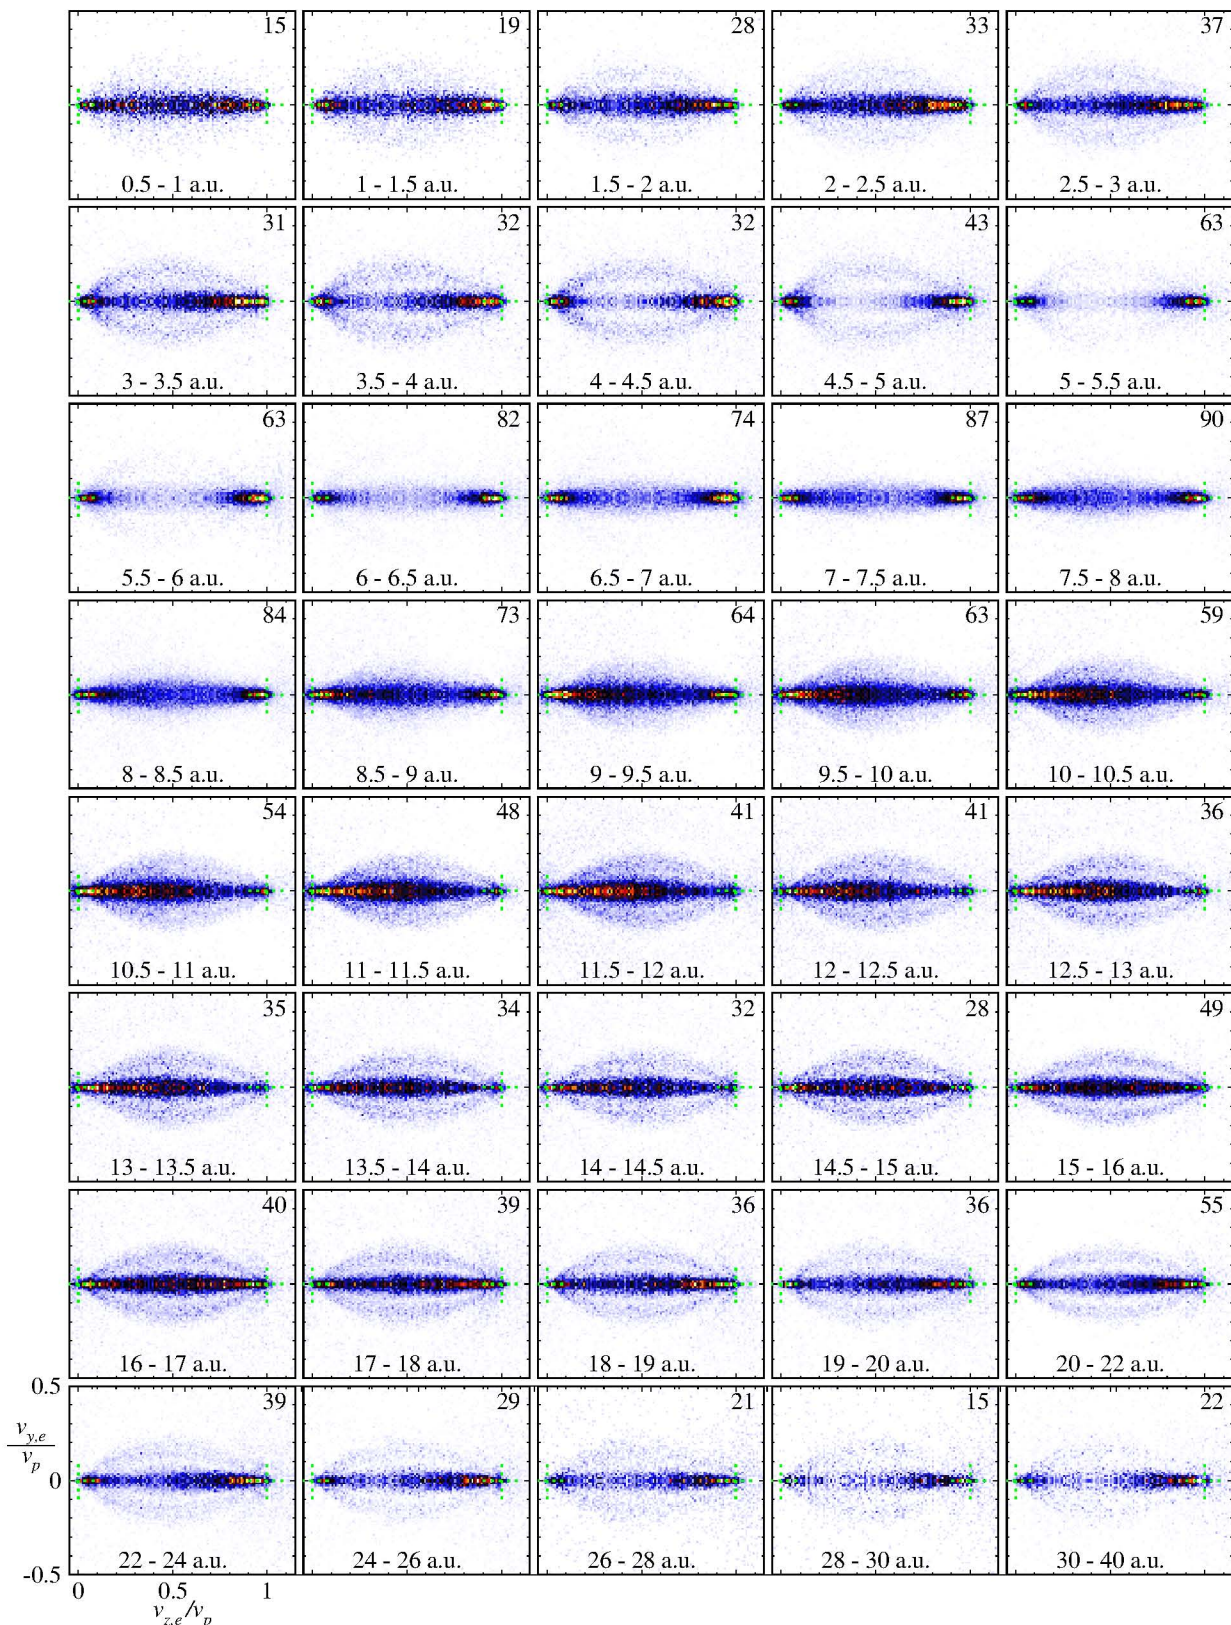 15 19 28 33 37
0.5 - 1 a.u. 1 - 1.5 a.u. 1.5 - 2 a.u. 2 - 2.5 a.u. 2.5 - 3 a.u.
31 32 32 43 63
3 - 3.5 a.u. 3.5 - 4 a.u. 4 - 4.5 a.u. 4.5 - 5 a.u. 5 - 5.5 a.u.
63 82 74 87 90
5.5 - 6 a.u. 6 - 6.5 a.u. 6.5 - 7 a.u. 7 - 7.5 a.u. 7.5 - 8 a.u.
84 73 64 63 59
8 - 8.5 a.u. 8.5 - 9 a.u. 9 - 9.5 a.u. 9.5 - 10 a.u. 10 - 10.5 a.u.
54 48 41 41 36
10.5 - 11 a.u. 11 - 11.5 a.u. 11.5 - 12 a.u. 12 - 12.5 a.u. 12.5 - 13 a.u.
35 34 32 28 49
13 - 13.5 a.u. 13.5 - 14 a.u. 14 - 14.5 a.u. 14.5 - 15 a.u. 15 - 16 a.u.
40 39 36 36 55
16 - 17 a.u. 17 - 18 a.u. 18 - 19 a.u. 19 - 20 a.u. 20 - 22 a.u.
0.5 39 29 21 15 22
v_{y,e}
v_p
0
22 - 24 a.u. 24 - 26 a.u. 26 - 28 a.u. 28 - 30 a.u. 30 - 40 a.u.
-0.5
0 0.5 1
v_{z,e}/v_p